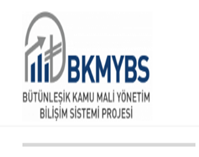 BKMYBS
BÜTÜNLEŞİK KAMU MALİ YÖNETİM
BİLİŞİM SİSTEMİ PROJESİ